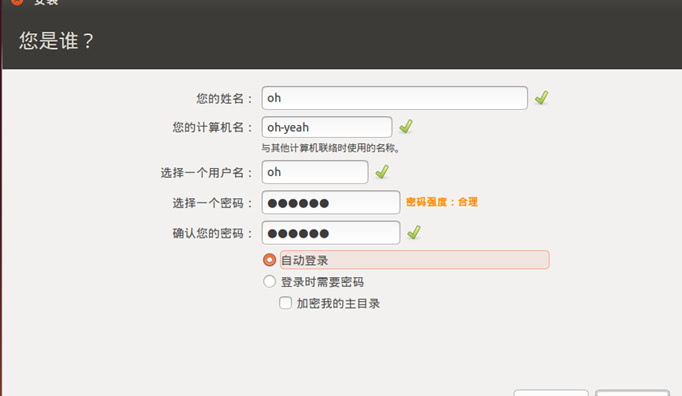 安装
您是谁？
您的姓名： oh
您的计算机名： oh-yeah
与其他计算机联络时使用的名称。
选择一个用户名： oh
选择一个密码： ●●●●●● 密码强度：合理
确认您的密码： ●●●●●●
自动登录
登录时需要密码
加密我的主目录